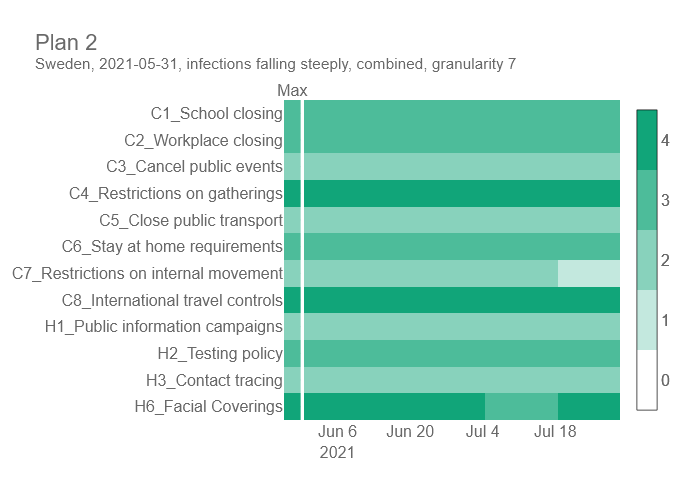 Plan 2
Sweden, 2021-05-31, infections falling steeply, combined, granularity 7
Max
C1_School closing
C2_Workplace closing
C3_Cancel public events
C4_Restrictions on gatherings
C5_Close public transport
C6_Stay at home requirements
C7_Restrictions on internal movement
C8_International travel controls
H1_Public information campaigns
H2_Testing policy
H3_Contact tracing
H6_Facial Coverings
Jun 6 Jun 20 Jul 4 Jul 18
2021
4
3
2
1
0